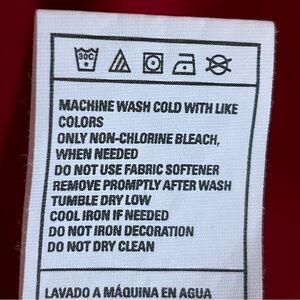 30C
MACHINE WASH COLD WITH LIKE
COLORS
ONLY NON-CHLORINE BLEACH,
WHEN NEEDED
DO NOT USE FABRIC SOFTENER
REMOVE PROMPTLY AFTER WASH
TUMBLE DRY LOW
COOL IRON IF NEEDED
DO NOT IRON DECORATION
DO NOT DRY CLEAN
LAVADO A MÁQUINA EN AGUA